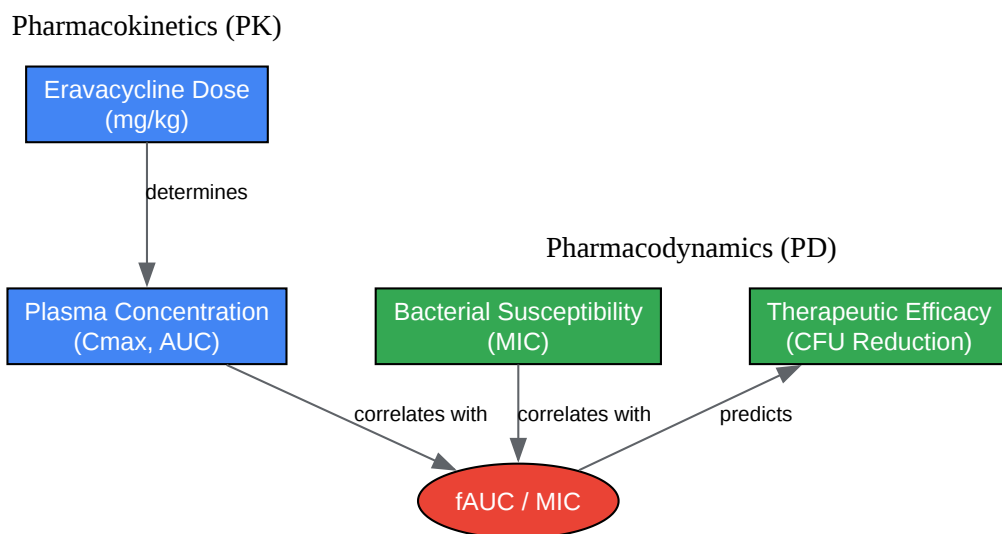 Pharmacokinetics (PK)
Eravacycline Dose
(mg/kg)
determines
Pharmacodynamics (PD)
Plasma Concentration
(Cmax, AUC)
Bacterial Susceptibility
(MIC)
Therapeutic Efficacy
(CFU Reduction)
correlates with
correlates with
predicts
fAUC / MIC